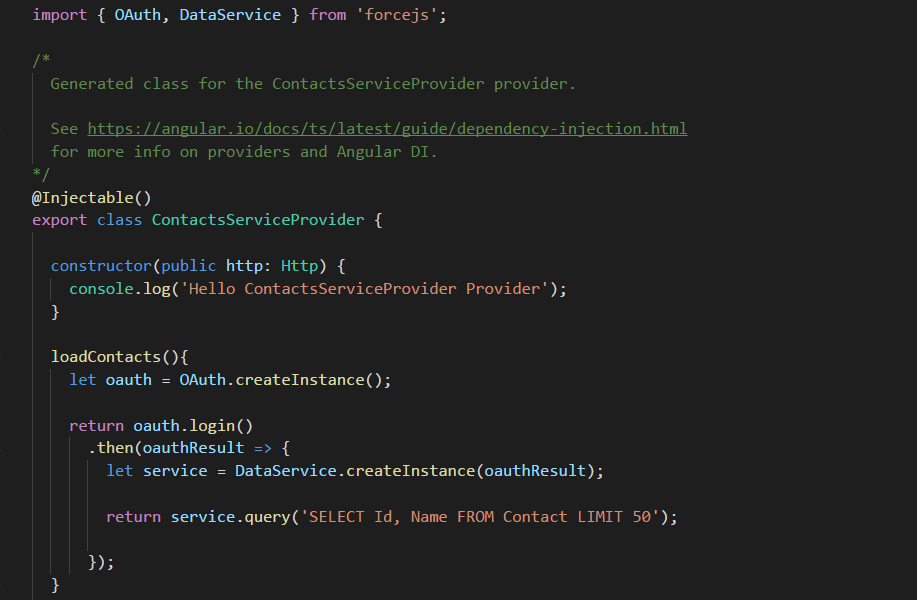 import { OAuth, DataService } from 'forcejs';
/*
Generated class for the ContactsServiceProvider provider.
See https://angular.io/docs/ts/latest/guide/dependency-injection.html
for more info on providers and Angular DI.
*/
@Injectable()
export class ContactsServiceProvider {
constructor(public http: Http) {
console.log('Hello ContactsServiceProvider Provider');
}
loadContacts(){
let oauth = OAuth.createInstance();
return oauth.login()
.then(oauthResult => {
let service = DataService.createInstance(oauthResult);
return service.query('SELECT Id, Name FROM Contact LIMIT 50');
});
}